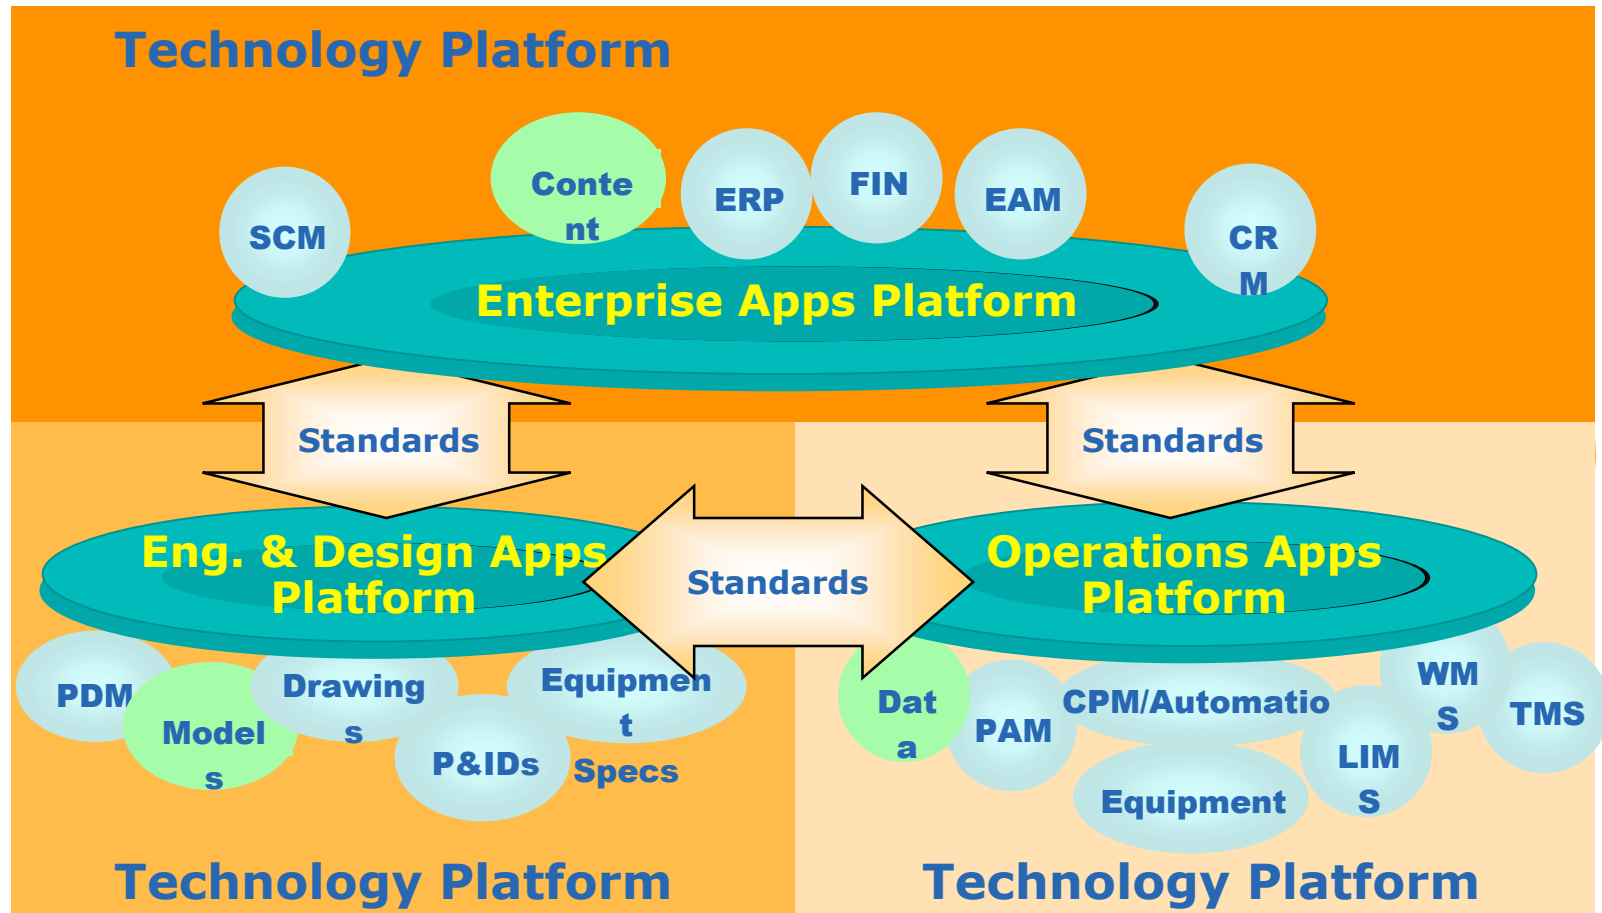 Technology Platform
SCM
Conte
nt
ERP
FIN
EAM
CR
M
Enterprise Apps Platform
Standards
Standards
Eng. & Design Apps
Platform
Standards
Operations Apps
Platform
PDM
Model
s
Drawing
s
P&IDs
Equipmen
t
Specs
Dat
a
PAM
CPM/Automatio
Equipment
LIM
S
WM
S
TMS
Technology Platform
Technology Platform